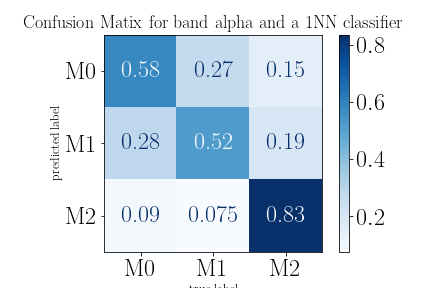 Confusion Matix for band alpha and a 1NN classifier
M0 0.58 0.27 0.15
M1 0.28 0.52 0.19
M2 0.09 0.075 0.83
M0 M1 M2
predicted label
true label
0.8
0.6
0.4
0.2